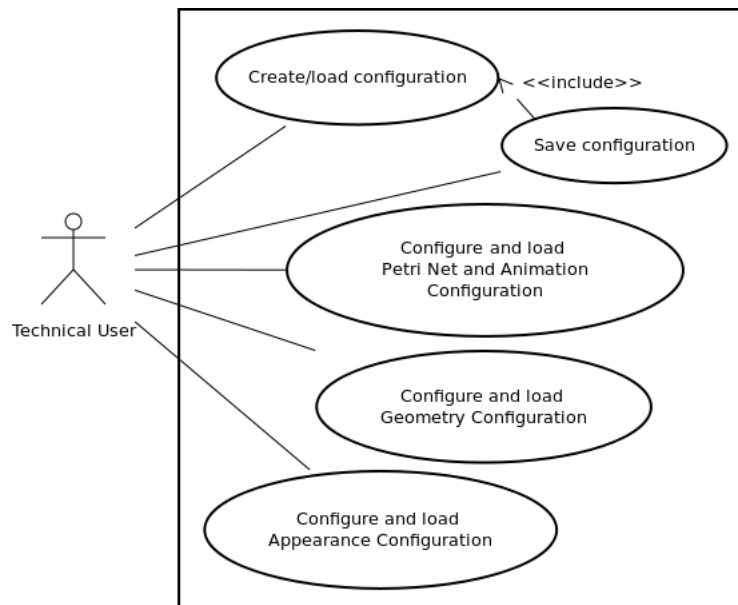 Create/load configuration
<<include>>
Save configuration
Configure and load
Petri Net and Animation
Configuration
Technical User
Configure and load
Geometry Configuration
Configure and load
Appearance Configuration